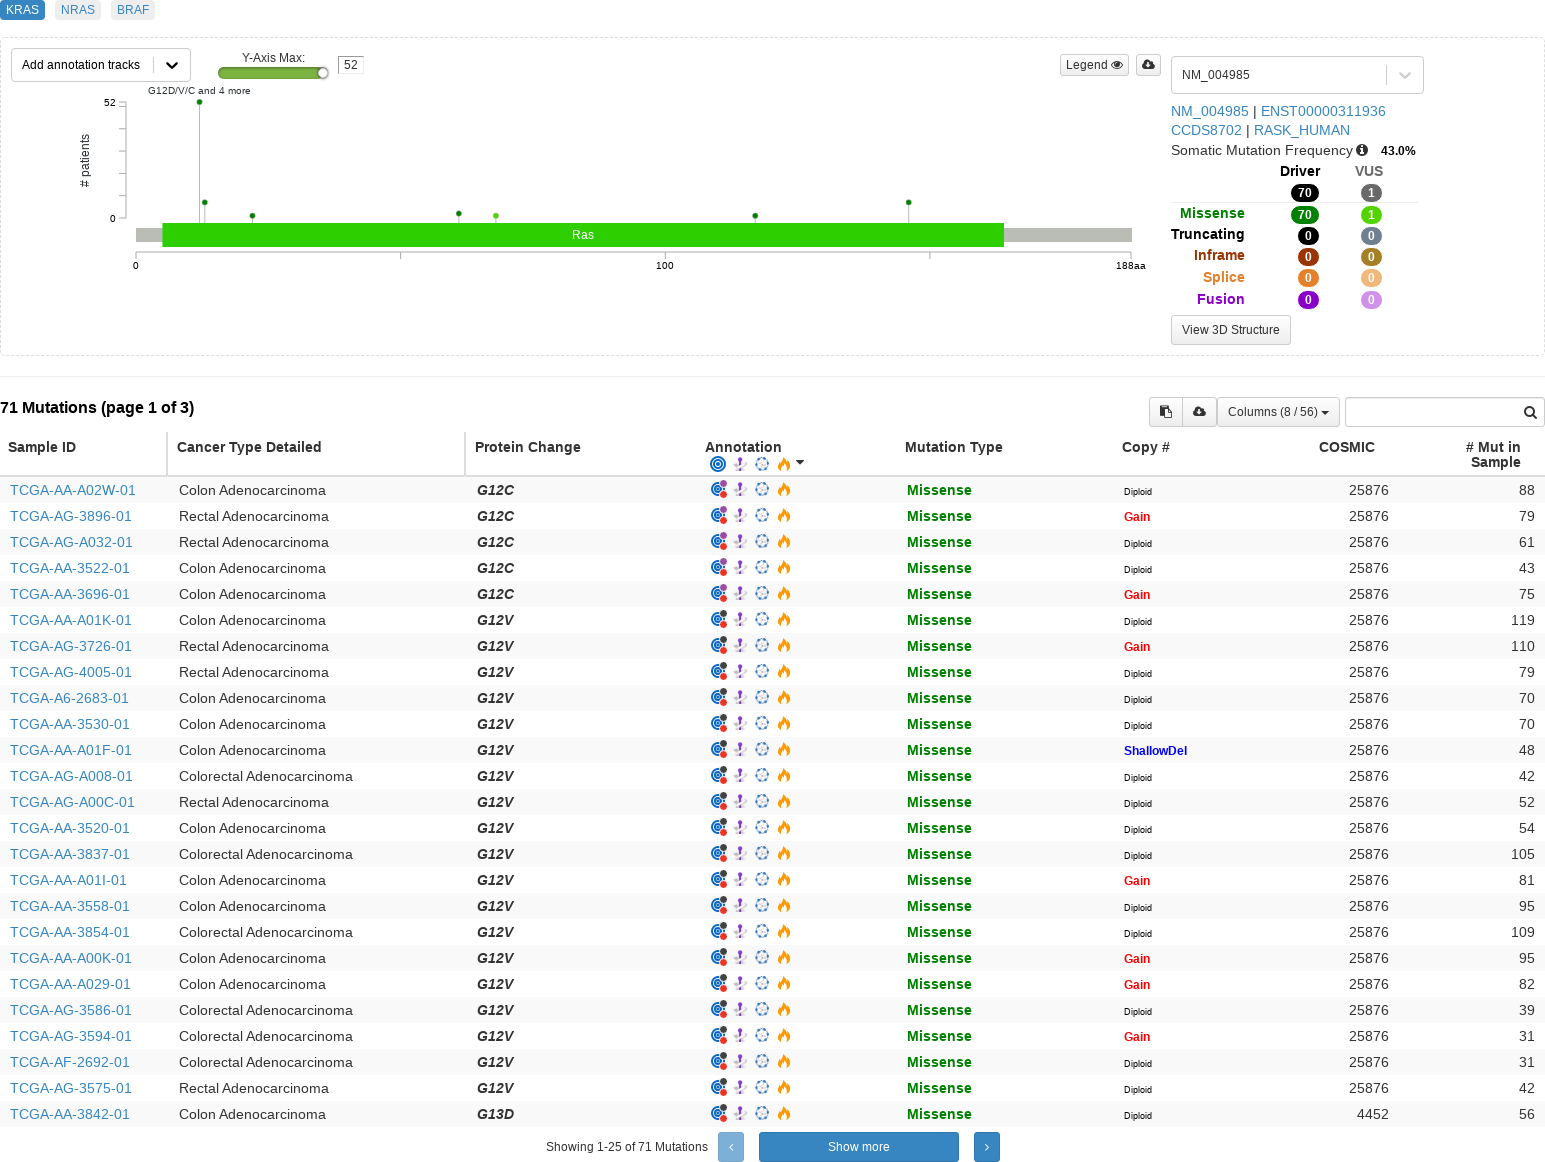 KRAS NRAS BRAF
Add annotation tracks
Y-Axis Max:
52
Legend
G12D/V/C and 4 more
52
# patients
0
Ras
0 100 188aa
NM_004985
NM_004985 | ENST00000311936
CCDS8702 | RASK_HUMAN
Somatic Mutation Frequency 43.0%
Driver VUS
70 1
Missense 70 1
Truncating 0 0
Inframe 0 0
Splice 0 0
Fusion 0 0
View 3D Structure
71 Mutations (page 1 of 3)
Columns (8 / 56)
Sample ID Cancer Type Detailed Protein Change Annotation Mutation Type Copy # COSMIC # Mut in
Sample
TCGA-AA-A02W-01 Colon Adenocarcinoma G12C Missense Diploid 25876 88
TCGA-AG-3896-01 Rectal Adenocarcinoma G12C Missense Gain 25876 79
TCGA-AG-A032-01 Rectal Adenocarcinoma G12C Missense Diploid 25876 61
TCGA-AA-3522-01 Colon Adenocarcinoma G12C Missense Diploid 25876 43
TCGA-AA-3696-01 Colon Adenocarcinoma G12C Missense Gain 25876 75
TCGA-AA-A01K-01 Colon Adenocarcinoma G12V Missense Diploid 25876 119
TCGA-AG-3726-01 Rectal Adenocarcinoma G12V Missense Gain 25876 110
TCGA-AG-4005-01 Rectal Adenocarcinoma G12V Missense Diploid 25876 79
TCGA-A6-2683-01 Colon Adenocarcinoma G12V Missense Diploid 25876 70
TCGA-AA-3530-01 Colon Adenocarcinoma G12V Missense Diploid 25876 70
TCGA-AA-A01F-01 Colon Adenocarcinoma G12V Missense ShallowDel 25876 48
TCGA-AG-A008-01 Colorectal Adenocarcinoma G12V Missense Diploid 25876 42
TCGA-AG-A00C-01 Rectal Adenocarcinoma G12V Missense Diploid 25876 52
TCGA-AA-3520-01 Colon Adenocarcinoma G12V Missense Diploid 25876 54
TCGA-AA-3837-01 Colorectal Adenocarcinoma G12V Missense Diploid 25876 105
TCGA-AA-A01I-01 Colon Adenocarcinoma G12V Missense Gain 25876 81
TCGA-AA-3558-01 Colon Adenocarcinoma G12V Missense Diploid 25876 95
TCGA-AA-3854-01 Colorectal Adenocarcinoma G12V Missense Diploid 25876 109
TCGA-AA-A00K-01 Colon Adenocarcinoma G12V Missense Gain 25876 95
TCGA-AA-A029-01 Colon Adenocarcinoma G12V Missense Gain 25876 82
TCGA-AG-3586-01 Colorectal Adenocarcinoma G12V Missense Diploid 25876 39
TCGA-AG-3594-01 Colorectal Adenocarcinoma G12V Missense Gain 25876 31
TCGA-AF-2692-01 Colorectal Adenocarcinoma G12V Missense Diploid 25876 31
TCGA-AG-3575-01 Rectal Adenocarcinoma G12V Missense Diploid 25876 42
TCGA-AA-3842-01 Colon Adenocarcinoma G13D Missense Diploid 4452 56
Showing 1-25 of 71 Mutations ‹ Show more ›